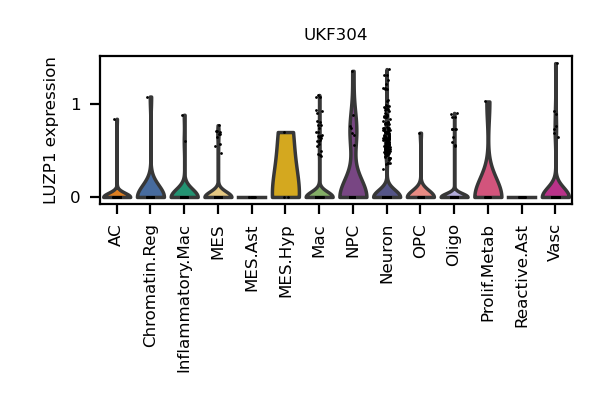 UKF304
LUZP1 expression
1
0
AC
Chromatin.Reg
Inflammatory.Mac
MES
MES.Ast
MES.Hyp
Mac
NPC
Neuron
OPC
Oligo
Prolif.Metab
Reactive.Ast
Vasc